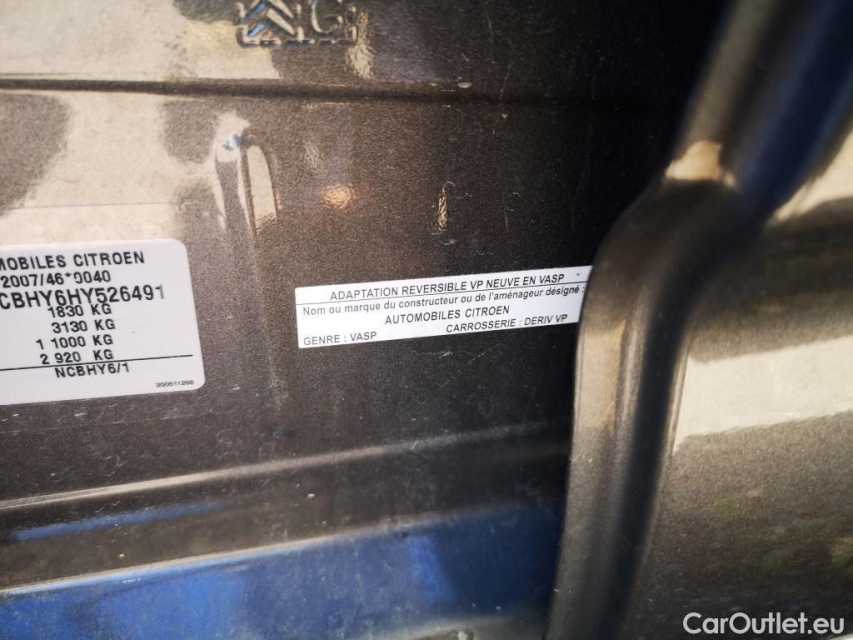 MOBILES CITROEN
2007/46*0040
CBHY6HY526491
1830 KG
3130 KG
1 1000 KG
2 920 KG
NCBHY6/1
200511266
ADAPTATION REVERSIBLE VP NEUVE EN VASP
Nom ou marque du constructeur ou de l'aménageur désigné :
AUTOMOBILES CITROEN
GENRE : VASP CARROSSERIE : DERIV VP
CarOutlet.eu